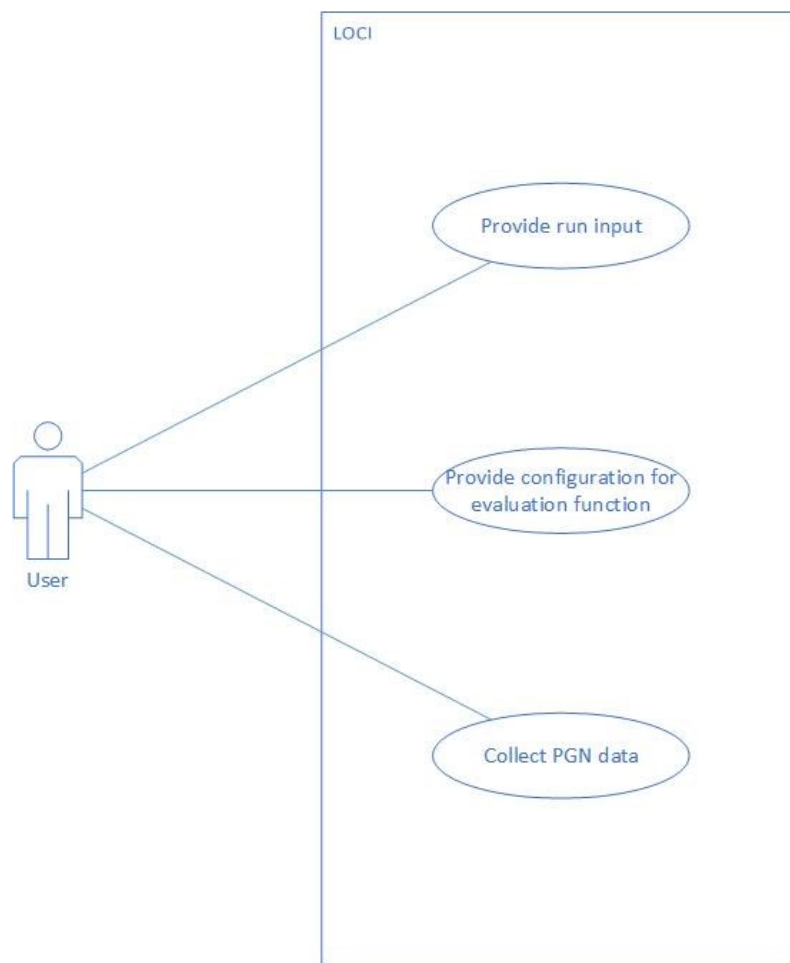 LOCI
Provide run input
Provide configuration for
evaluation function
User
Collect PGN data